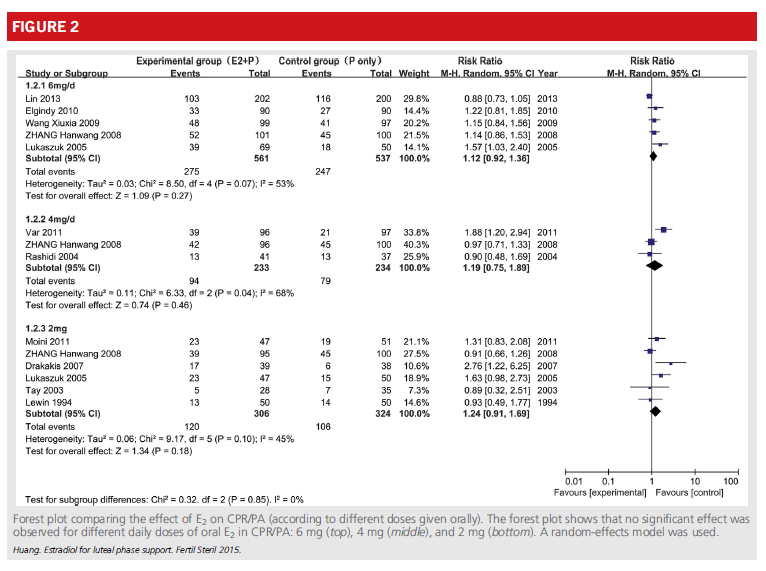 FIGURE 2
Experimental group (E2+P) Control group (P only) Risk Ratio Risk Ratio
Study or Subgroup Events Total Events Total Weight M-H. Random. 95% CI Year M-H. Random. 95% CI
1.2.1 6mg/d
Lin 2013 103 202 116 200 29.8% 0.88 [0.73, 1.05] 2013
Elgindy 2010 33 90 27 90 14.4% 1.22 [0.81, 1.85] 2010
Wang Xiuxia 2009 48 99 41 97 20.2% 1.15 [0.84, 1.56] 2009
ZHANG Hanwang 2008 52 101 45 100 21.6% 1.14 [0.86, 1.53] 2008
Lukaszuk 2005 39 69 18 50 14.1% 1.57 [1.03, 2.40] 2005
Subtotal (95% CI) 561 537 100.0% 1.12 [0.92, 1.36]
Total events 275 247
Heterogeneity: Tau² = 0.03; Chi² = 8.50, df = 4 (P = 0.07); I² = 53%
Test for overall effect: Z = 1.09 (P = 0.27)
1.2.2 4mg/d
Var 2011 39 96 21 97 33.8% 1.88 [1.20, 2.94] 2011
ZHANG Hanwang 2008 42 96 45 100 40.3% 0.97 [0.71, 1.33] 2008
Rashidi 2004 13 41 13 37 25.9% 0.90 [0.48, 1.69] 2004
Subtotal (95% CI) 233 234 100.0% 1.19 [0.75, 1.89]
Total events 94 79
Heterogeneity: Tau² = 0.11; Chi² = 6.33, df = 2 (P = 0.04); I² = 68%
Test for overall effect: Z = 0.74 (P = 0.46)
1.2.3 2mg
Moini 2011 23 47 19 51 21.1% 1.31 [0.83, 2.08] 2011
ZHANG Hanwang 2008 39 95 45 100 27.5% 0.91 [0.66, 1.26] 2008
Drakakis 2007 17 39 6 38 10.6% 2.76 [1.22, 6.25] 2007
Lukaszuk 2005 23 47 15 50 18.9% 1.63 [0.98, 2.73] 2005
Tay 2003 5 28 7 35 7.4% 0.89 [0.32, 2.51] 2003
Lewin 1994 13 50 14 50 14.6% 0.93 [0.49, 1.77] 1994
Subtotal (95% CI) 306 324 100.0% 1.24 [0.91, 1.69]
Total events 120 106
Heterogeneity: Tau² = 0.06; Chi² = 9.17, df = 5 (P = 0.10); I² = 45%
Test for overall effect: Z = 1.34 (P = 0.18)
0.01 0.1 1 10 100
Favours [experimental] Favours [control]
Test for subgroup differences: Chi² = 0.32. df = 2 (P = 0.85). I² = 0%
Forest plot comparing the effect of E₂ on CPR/PA (according to different doses given orally). The forest plot shows that no significant effect was
observed for different daily doses of oral E₂ in CPR/PA: 6 mg (top), 4 mg (middle), and 2 mg (bottom). A random-effects model was used.
Huang. Estradiol for luteal phase support. Fertil Steril 2015.